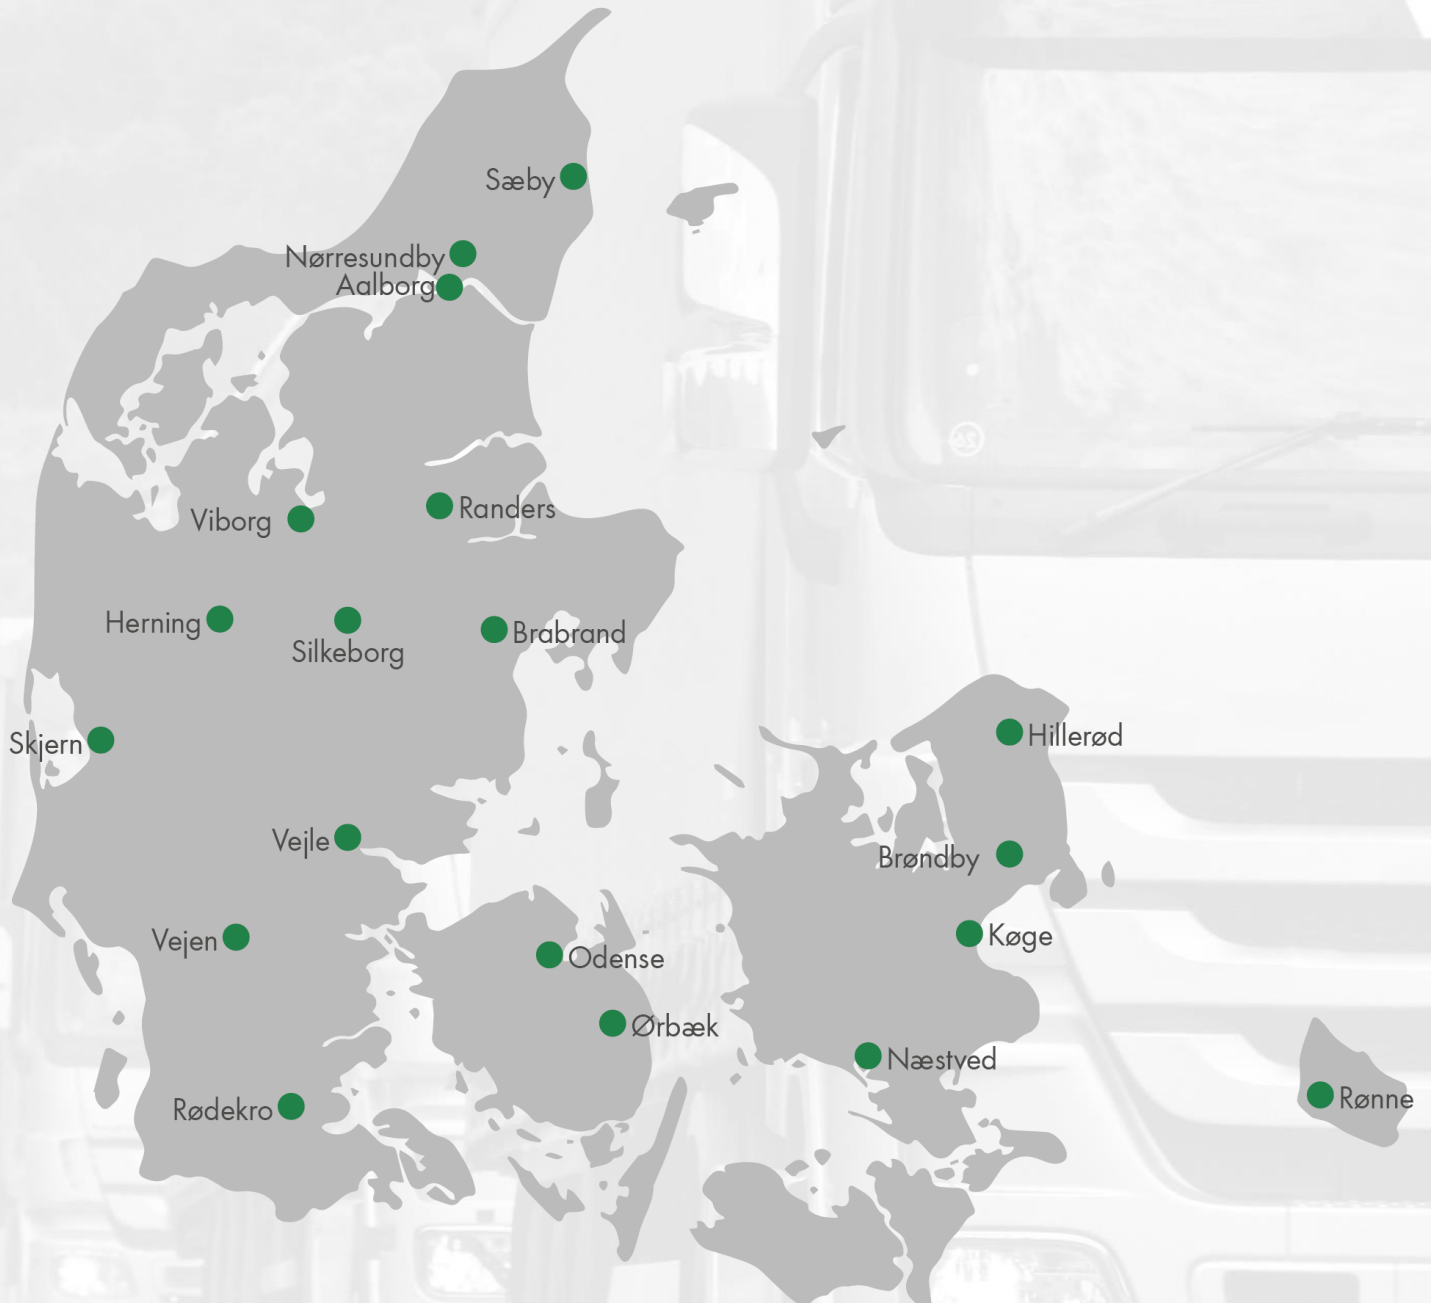 Sæby
Nørresundby
Aalborg
Randers
Viborg
Herning
Silkeborg
Brabrand
Skjern
Hillerød
Vejle
Brøndby
Vejen
Køge
Odense
Ørbæk
Næstved
Rødekro
Rønne